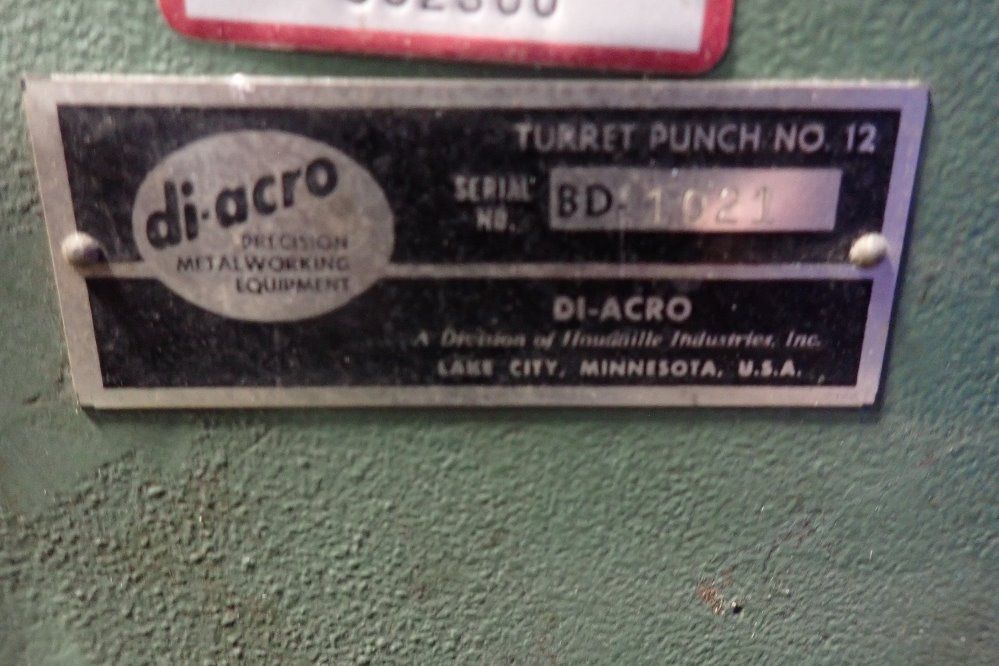 TURRET PUNCH NO. 12
di-acro
PRECISION
METALWORKING
EQUIPMENT
SERIAL
NO.
BD-1021
DI-ACRO
A Division of Houdaille Industries, Inc.
LAKE CITY, MINNESOTA, U.S.A.